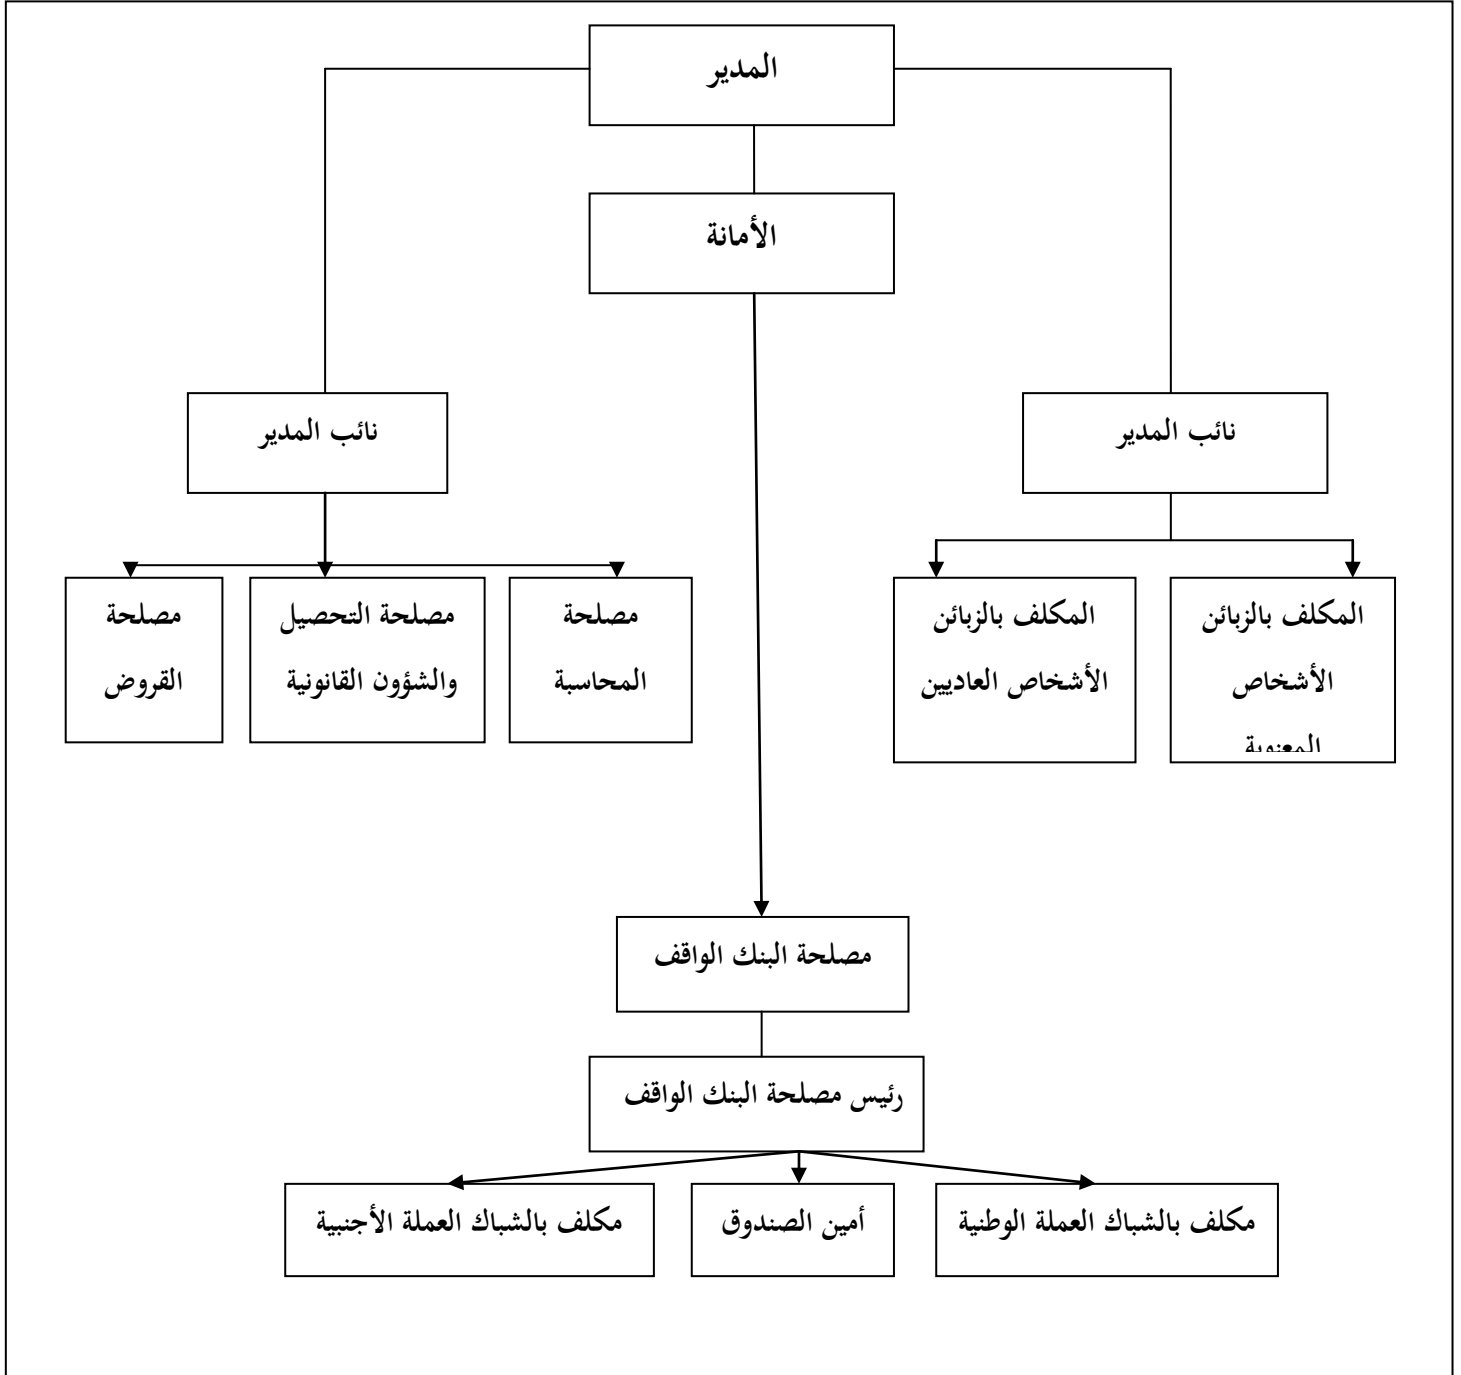 المدير
الأمانة
نائب المدير
نائب المدير
المكلف بالزبائن
الأشخاص
المعنوية
المكلف بالزبائن
الأشخاص العاديين
مصلحة
المحاسبة
مصلحة التحصيل
والشؤون القانونية
مصلحة
القروض
مصلحة البنك الواقف
رئيس مصلحة البنك الواقف
مكلف بالشباك العملة الوطنية
أمين الصندوق
مكلف بالشباك العملة الأجنبية